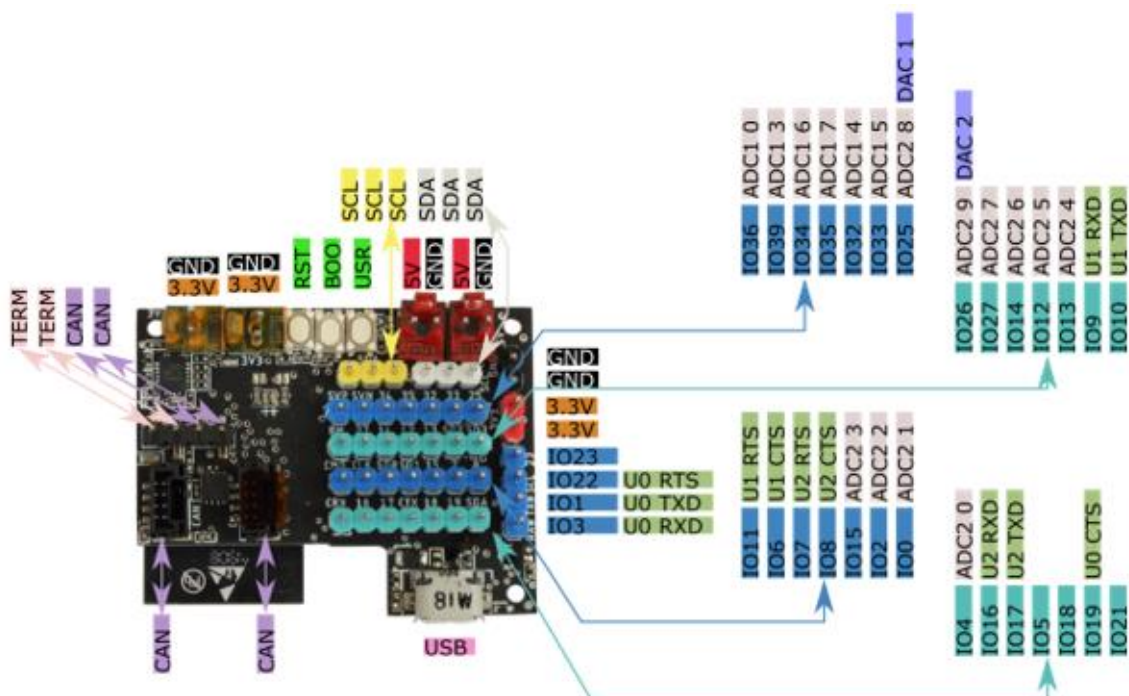 DAC 1
ADC1 0
ADC1 3
ADC1 6
ADC1 7
ADC1 4
ADC1 5
ADC2 8
IO36
IO39
IO34
IO35
IO32
IO33
IO25
DAC 2
ADC2 9
ADC2 7
ADC2 6
ADC2 5
ADC2 4
U1 RXD
U1 TXD
IO26
IO27
IO14
IO12
IO13
IO9
IO10
SCL
SCL
SCL
SDA
SDA
SDA
GND
3.3V
GND
3.3V
RST
BOO
USR
5V
GND
5V
GND
TERM
TERM
CAN
CAN
3V3
GND
GND
3.3V
3.3V
IO23
IO22 U0 RTS
IO1 U0 TXD
IO3 U0 RXD
U1 RTS
U1 CTS
U2 RTS
U2 CTS
ADC2 3
ADC2 2
ADC2 1
IO11
IO6
IO7
IO8
IO15
IO2
IO0
ADC2 0
U2 RXD
U2 TXD
U0 CTS
IO4
IO16
IO17
IO5
IO18
IO19
IO21
CAN
CAN
CAN
USB